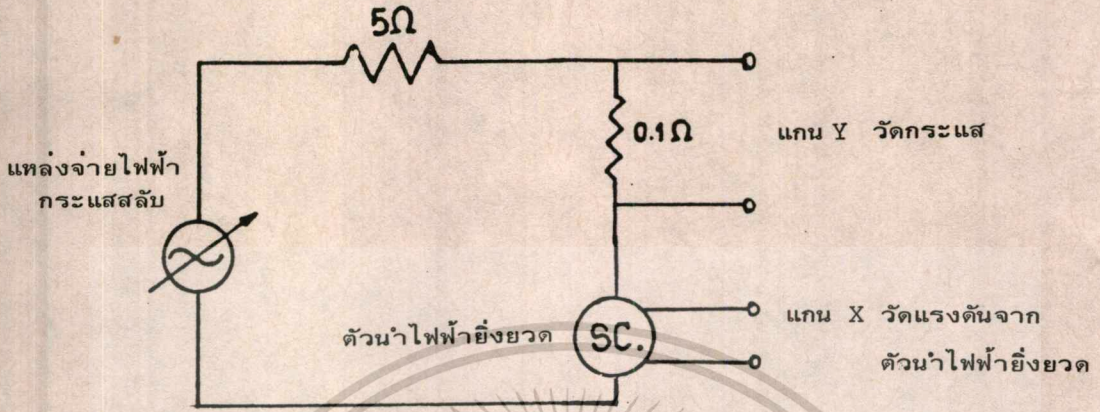 5Ω
0.1Ω
แกน Y วัดกระแส
แหล่งจ่ายไฟฟ้า
กระแสสลับ
ตัวนำไฟฟ้ายิ่งยวด
SC.
แกน X วัดแรงดันจาก
ตัวนำไฟฟ้ายิ่งยวด